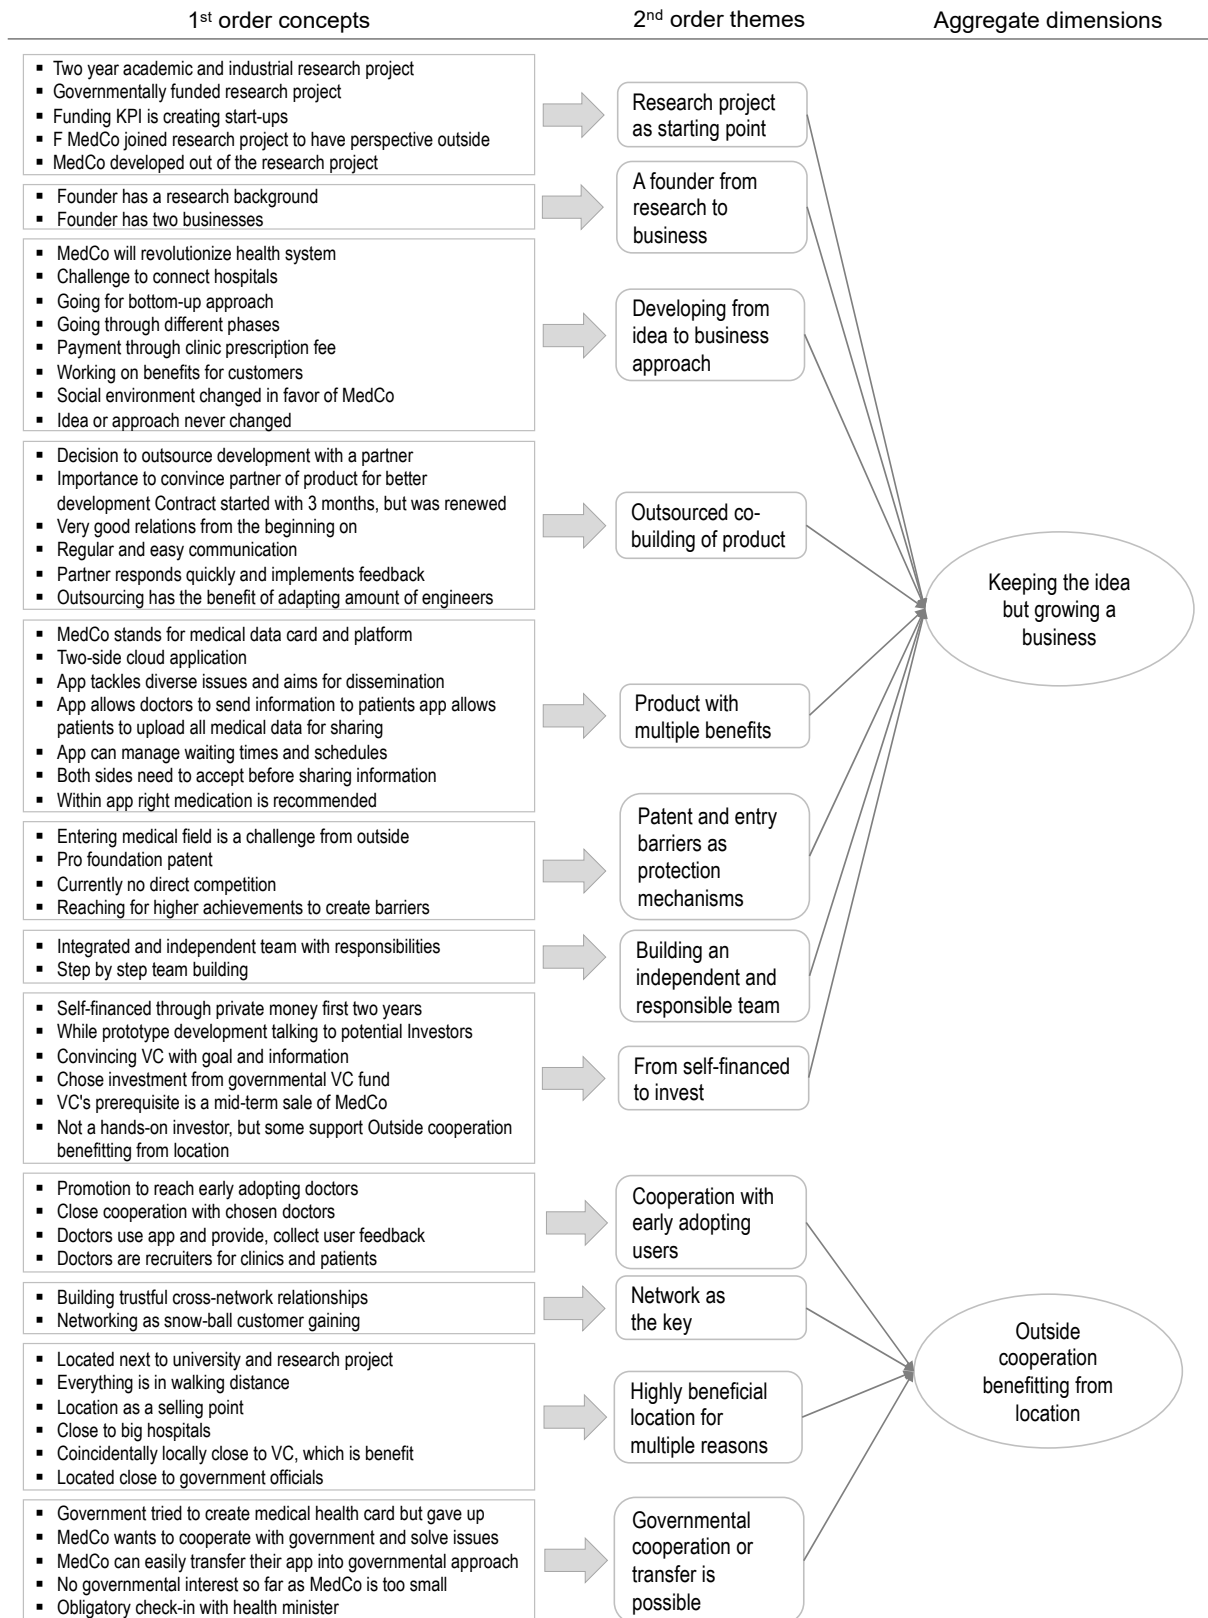 1st order concepts
2nd order themes
Aggregate dimensions
▪ Two year academic and industrial research project
▪ Governmentally funded research project
▪ Funding KPI is creating start-ups
▪ F MedCo joined research project to have perspective outside
▪ MedCo developed out of the research project
Research project
as starting point
▪ Founder has a research background
▪ Founder has two businesses
A founder from
research to
business
▪ MedCo will revolutionize health system
▪ Challenge to connect hospitals
▪ Going for bottom-up approach
▪ Going through different phases
▪ Payment through clinic prescription fee
▪ Working on benefits for customers
▪ Social environment changed in favor of MedCo
▪ Idea or approach never changed
Developing from
idea to business
approach
▪ Decision to outsource development with a partner
▪ Importance to convince partner of product for better
development Contract started with 3 months, but was renewed
▪ Very good relations from the beginning on
▪ Regular and easy communication
▪ Partner responds quickly and implements feedback
▪ Outsourcing has the benefit of adapting amount of engineers
Outsourced co-
building of product
▪ MedCo stands for medical data card and platform
▪ Two-side cloud application
▪ App tackles diverse issues and aims for dissemination
▪ App allows doctors to send information to patients app allows
patients to upload all medical data for sharing
▪ App can manage waiting times and schedules
▪ Both sides need to accept before sharing information
▪ Within app right medication is recommended
Product with
multiple benefits
▪ Entering medical field is a challenge from outside
▪ Pro foundation patent
▪ Currently no direct competition
▪ Reaching for higher achievements to create barriers
Patent and entry
barriers as
protection
mechanisms
▪ Integrated and independent team with responsibilities
▪ Step by step team building
Building an
independent and
responsible team
▪ Self-financed through private money first two years
▪ While prototype development talking to potential Investors
▪ Convincing VC with goal and information
▪ Chose investment from governmental VC fund
▪ VC's prerequisite is a mid-term sale of MedCo
▪ Not a hands-on investor, but some support Outside cooperation
benefitting from location
From self-financed
to invest
Keeping the idea
but growing a
business
▪ Promotion to reach early adopting doctors
▪ Close cooperation with chosen doctors
▪ Doctors use app and provide, collect user feedback
▪ Doctors are recruiters for clinics and patients
Cooperation with
early adopting
users
▪ Building trustful cross-network relationships
▪ Networking as snow-ball customer gaining
Network as
the key
▪ Located next to university and research project
▪ Everything is in walking distance
▪ Location as a selling point
▪ Close to big hospitals
▪ Coincidentally locally close to VC, which is benefit
▪ Located close to government officials
Highly beneficial
location for
multiple reasons
▪ Government tried to create medical health card but gave up
▪ MedCo wants to cooperate with government and solve issues
▪ MedCo can easily transfer their app into governmental approach
▪ No governmental interest so far as MedCo is too small
▪ Obligatory check-in with health minister
Governmental
cooperation or
transfer is
possible
Outside
cooperation
benefitting from
location